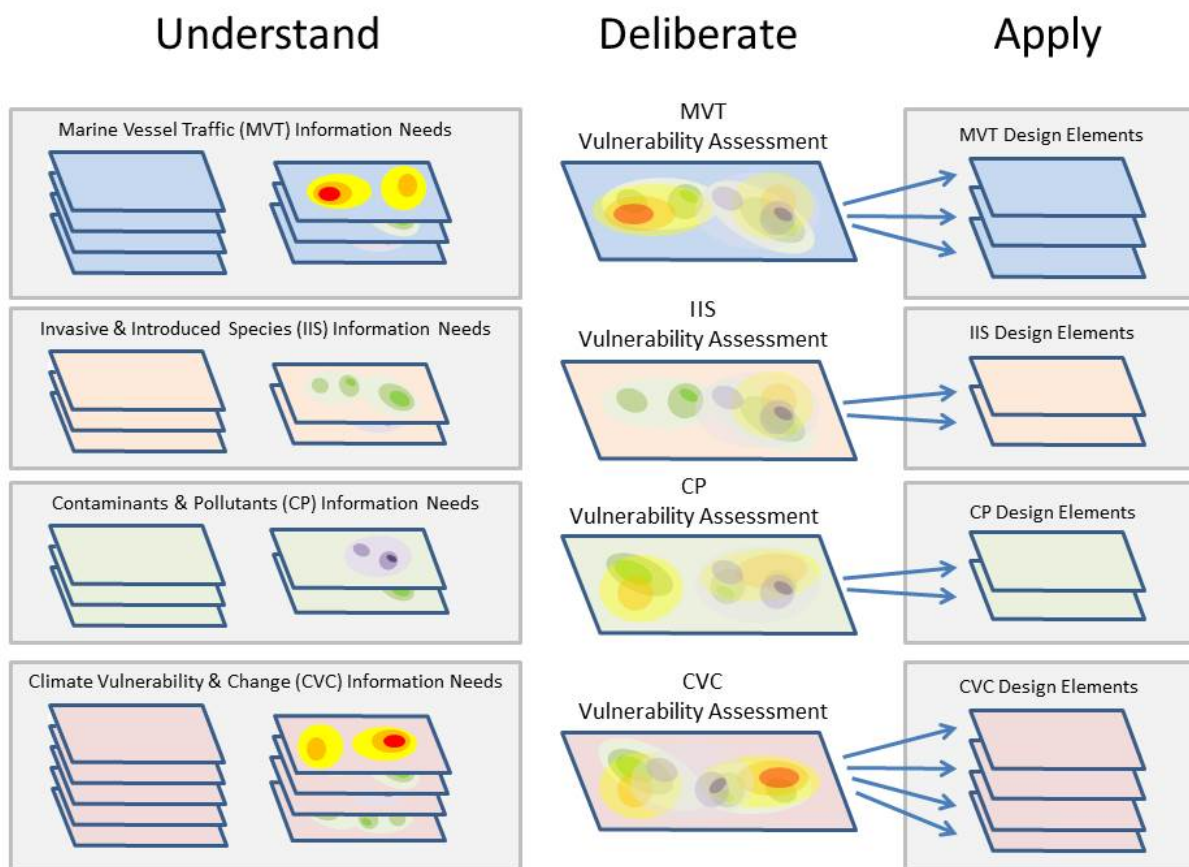 Understand
Deliberate
Apply
Marine Vessel Traffic (MVT) Information Needs
MVT
Vulnerability Assessment
MVT Design Elements
Invasive & Introduced Species (IIS) Information Needs
IIS
Vulnerability Assessment
IIS Design Elements
Contaminants & Pollutants (CP) Information Needs
CP
Vulnerability Assessment
CP Design Elements
Climate Vulnerability & Change (CVC) Information Needs
CVC
Vulnerability Assessment
CVC Design Elements